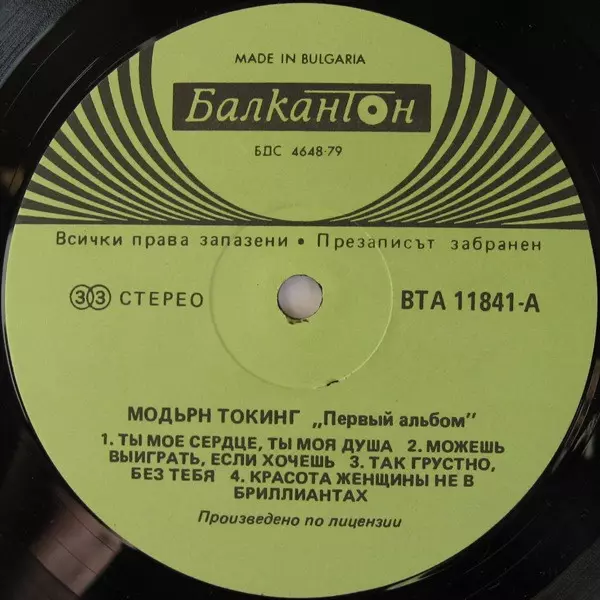 MADE IN BULGARIA
Балкантон
БДС 4648-79
Всички права запазени • Презаписът забранен
33 СТЕРЕО
ВТА 11841-А
МОДЬРН ТОКИНГ „Первый альбом"
1. ТЫ МОЕ СЕРДЦЕ, ТЫ МОЯ ДУША 2. МОЖЕШЬ
ВЫИГРАТЬ, ЕСЛИ ХОЧЕШЬ 3. ТАК ГРУСТНО,
БЕЗ ТЕБЯ 4. КРАСОТА ЖЕНЩИНЫ НЕ В
БРИЛЛИАНТАХ
Произведено по лицензии